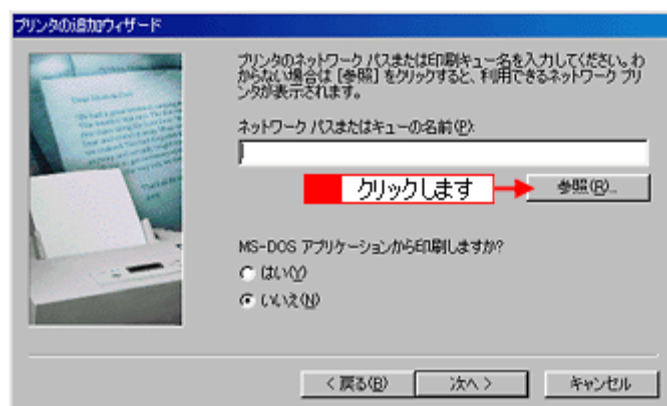 プリンタの追加ウィザード
プリンタのネットワーク パスまたは印刷キュー名を入力してください。わ
からない場合は [参照] をクリックすると、利用できるネットワーク プリ
ンタが表示されます。
ネットワーク パスまたはキューの名前(P):
クリックします
参照(R)...
MS-DOS アプリケーションから印刷しますか?
はい(Y)
いいえ(N)
< 戻る(B)
次へ >
キャンセル